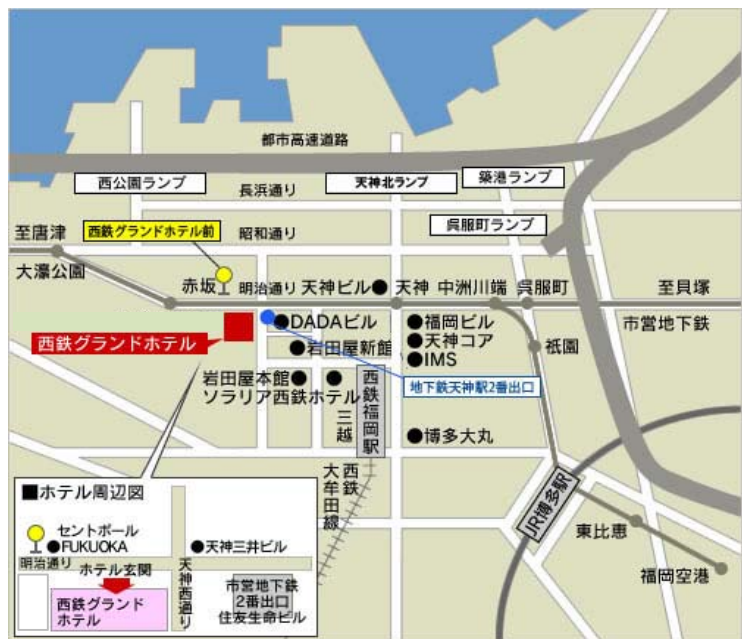 都市高速道路
西公園ランプ
天神北ランプ
築港ランプ
長浜通り
呉服町ランプ
西鉄グランドホテル前
昭和通り
至唐津
大濠公園
赤坂
明治通り
天神ビル
天神
中洲川端
呉服町
至貝塚
市営地下鉄
DADAビル
福岡ビル
天神コア
IMS
祇園
西鉄グランドホテル
岩田屋新館
地下鉄天神駅2番出口
岩田屋本館
ソラリア西鉄ホテル
三越
西鉄福岡駅
博多大丸
西鉄
大牟田線
JR博多駅
東比恵
福岡空港
■ホテル周辺図
セントポール
FUKUOKA
天神三井ビル
明治通り
ホテル玄関
天神西通り
西鉄グランド
ホテル
市営地下鉄
2番出口
住友生命ビル